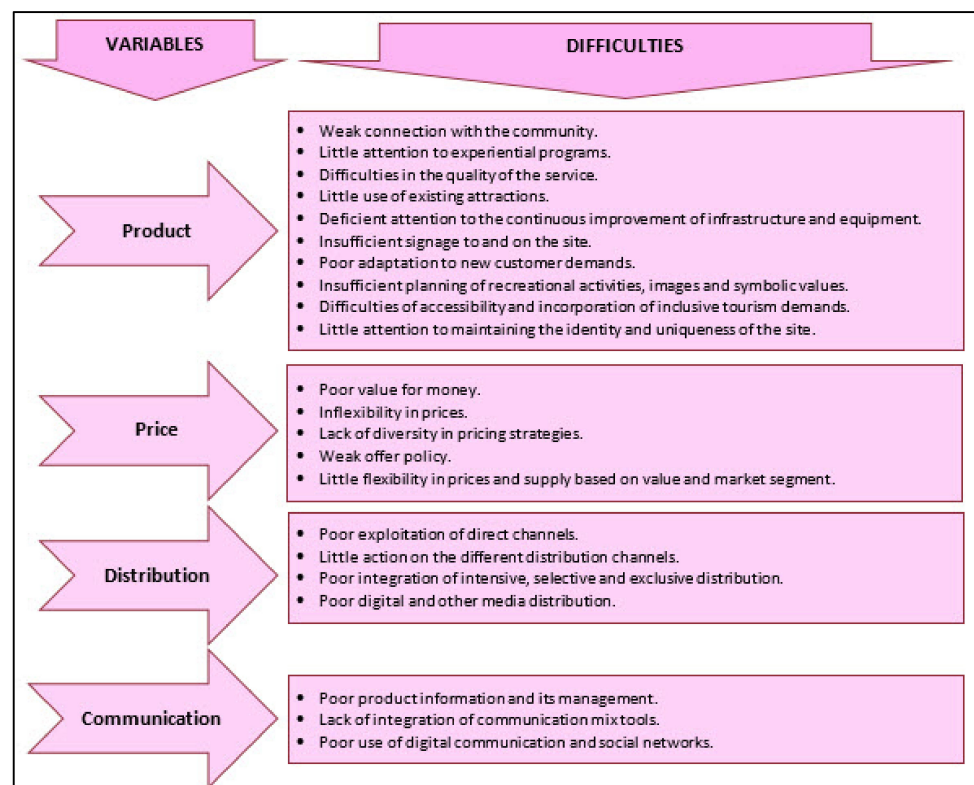 VARIABLES
DIFFICULTIES
Product
• Weak connection with the community.
• Little attention to experiential programs.
• Difficulties in the quality of the service.
• Little use of existing attractions.
• Deficient attention to the continuous improvement of infrastructure and equipment.
• Insufficient signage to and on the site.
• Poor adaptation to new customer demands.
• Insufficient planning of recreational activities, images and symbolic values.
• Difficulties of accessibility and incorporation of inclusive tourism demands.
• Little attention to maintaining the identity and uniqueness of the site.
Price
• Poor value for money.
• Inflexibility in prices.
• Lack of diversity in pricing strategies.
• Weak offer policy.
• Little flexibility in prices and supply based on value and market segment.
Distribution
• Poor exploitation of direct channels.
• Little action on the different distribution channels.
• Poor integration of intensive, selective and exclusive distribution.
• Poor digital and other media distribution.
Communication
• Poor product information and its management.
• Lack of integration of communication mix tools.
• Poor use of digital communication and social networks.